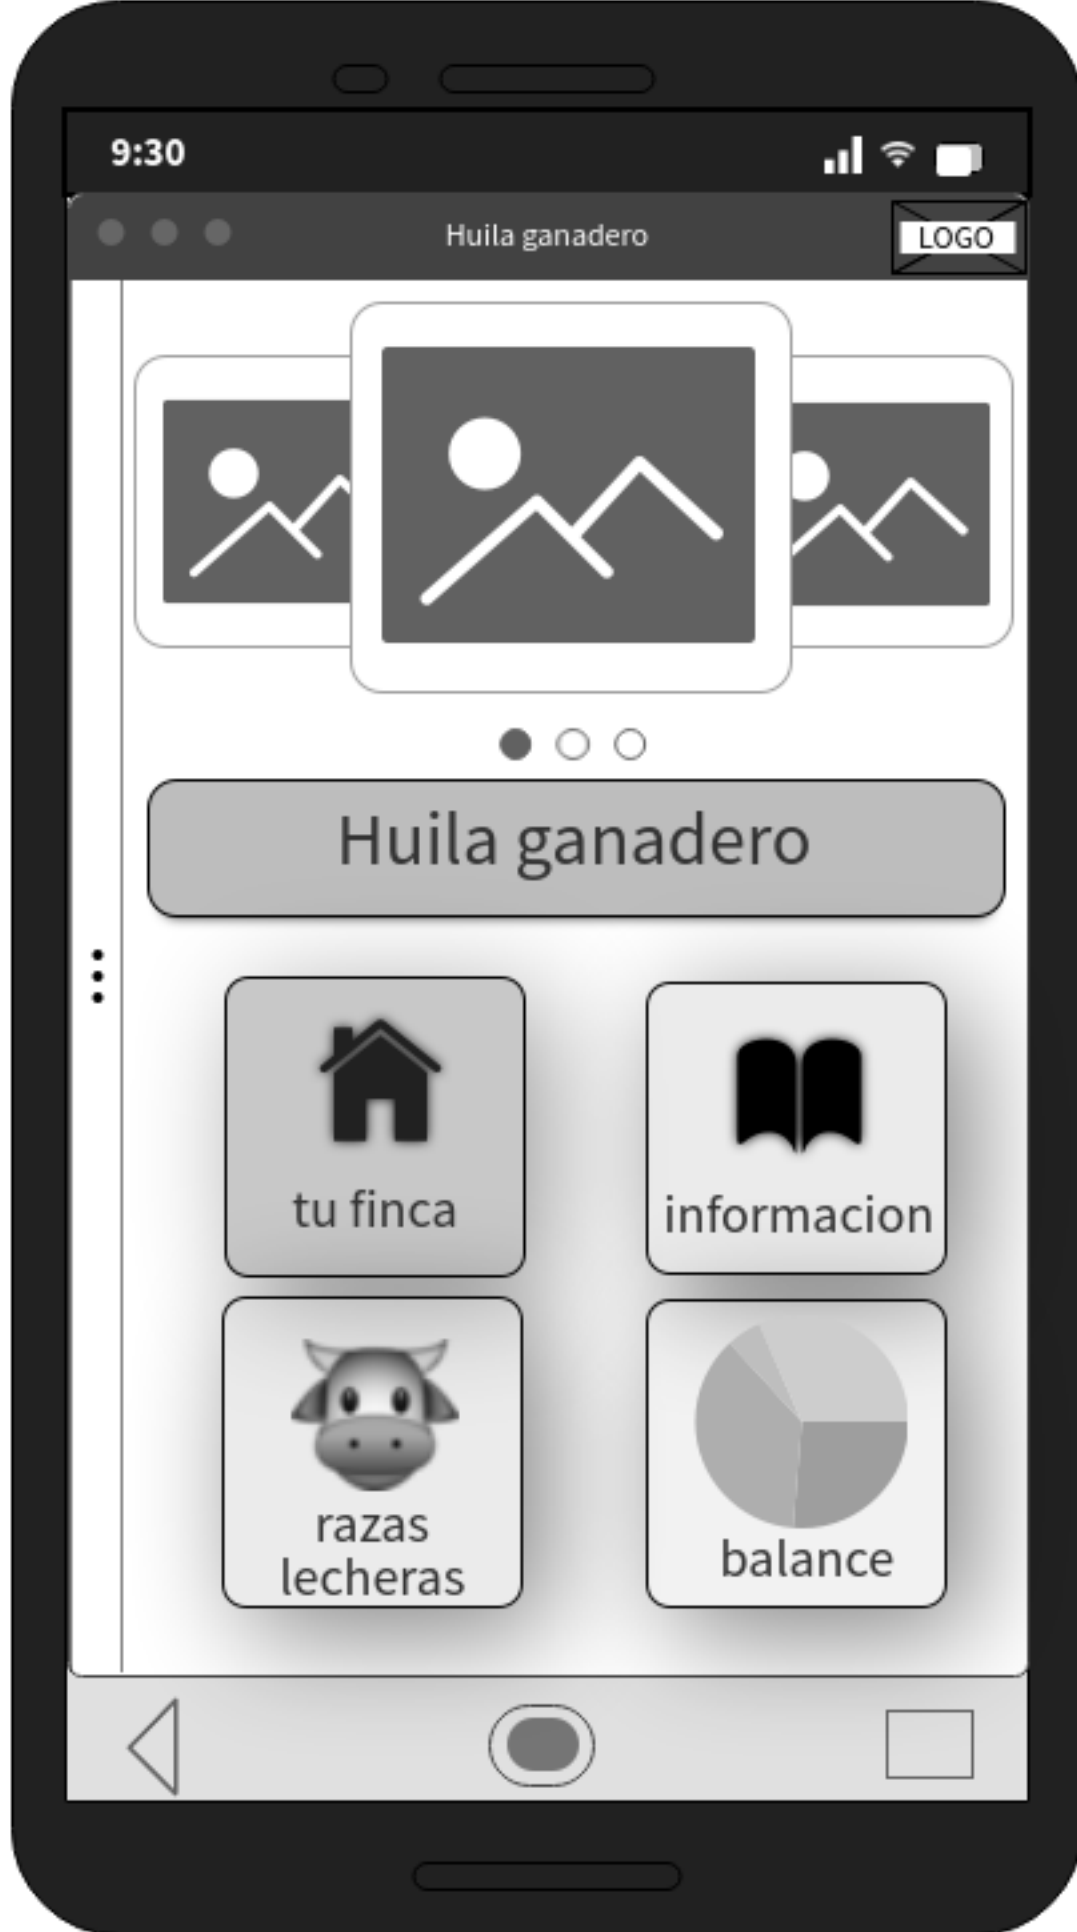 9:30
Huila ganadero
LOGO
Huila ganadero
tu finca
informacion
razas
lecheras
balance